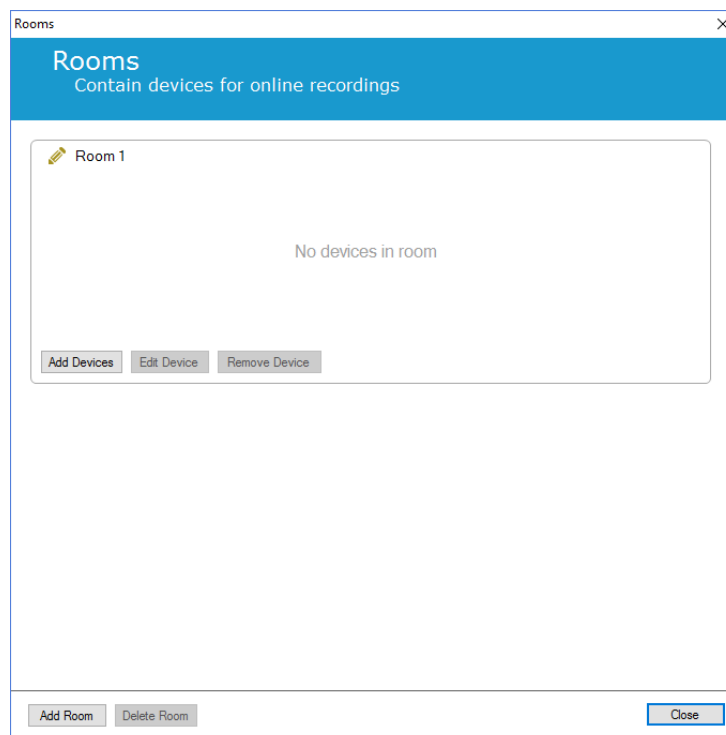 Rooms
Rooms
Contain devices for online recordings
Room 1
No devices in room
Add Devices Edit Device Remove Device
Add Room Delete Room Close